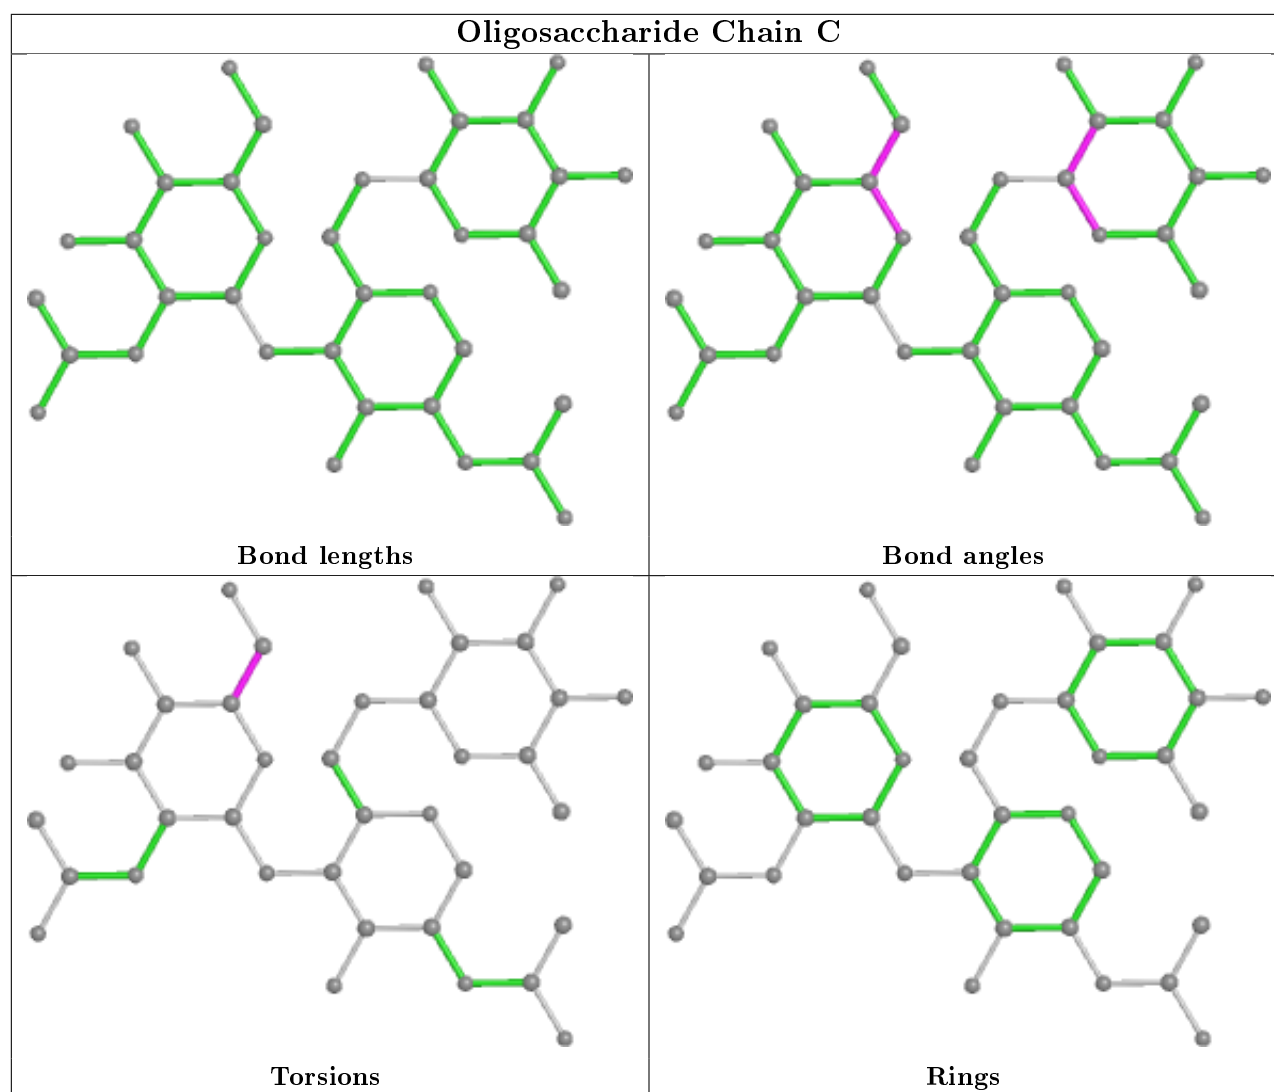 Oligosaccharide Chain C
Bond lengths
Bond angles
Torsions
Rings